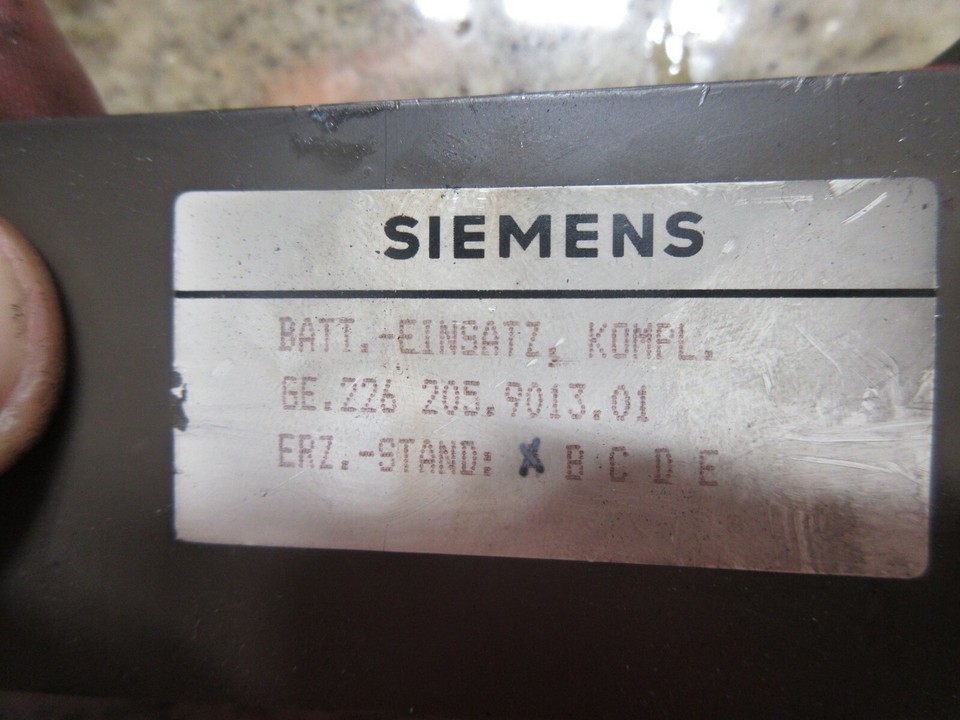 SIEMENS
BATT.-EINSATZ, KOMPL.
GE.226 205.9013.01
ERZ.-STAND: X B C D E